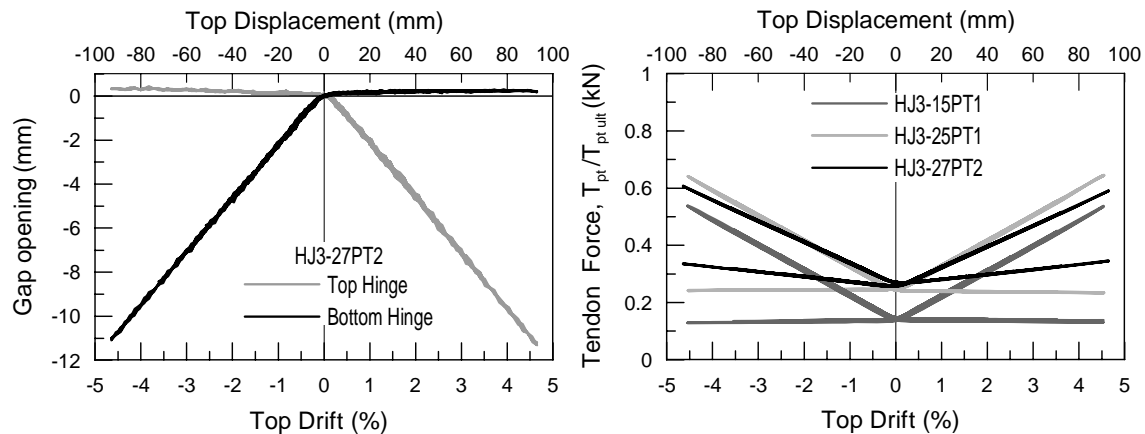 Top Displacement (mm)
-100 -80 -60 -40 -20 0 20 40 60 80 100
Gap opening (mm)
0
-2
-4
-6
-8
-10
-12
HJ3-27PT2
Top Hinge
Bottom Hinge
-5 -4 -3 -2 -1 0 1 2 3 4 5
Top Drift (%)
Top Displacement (mm)
-100 -80 -60 -40 -20 0 20 40 60 80 100
Tendon Force, Tpt/Tpt ult (kN)
1
0.8
0.6
0.4
0.2
0
HJ3-15PT1
HJ3-25PT1
HJ3-27PT2
-5 -4 -3 -2 -1 0 1 2 3 4 5
Top Drift (%)